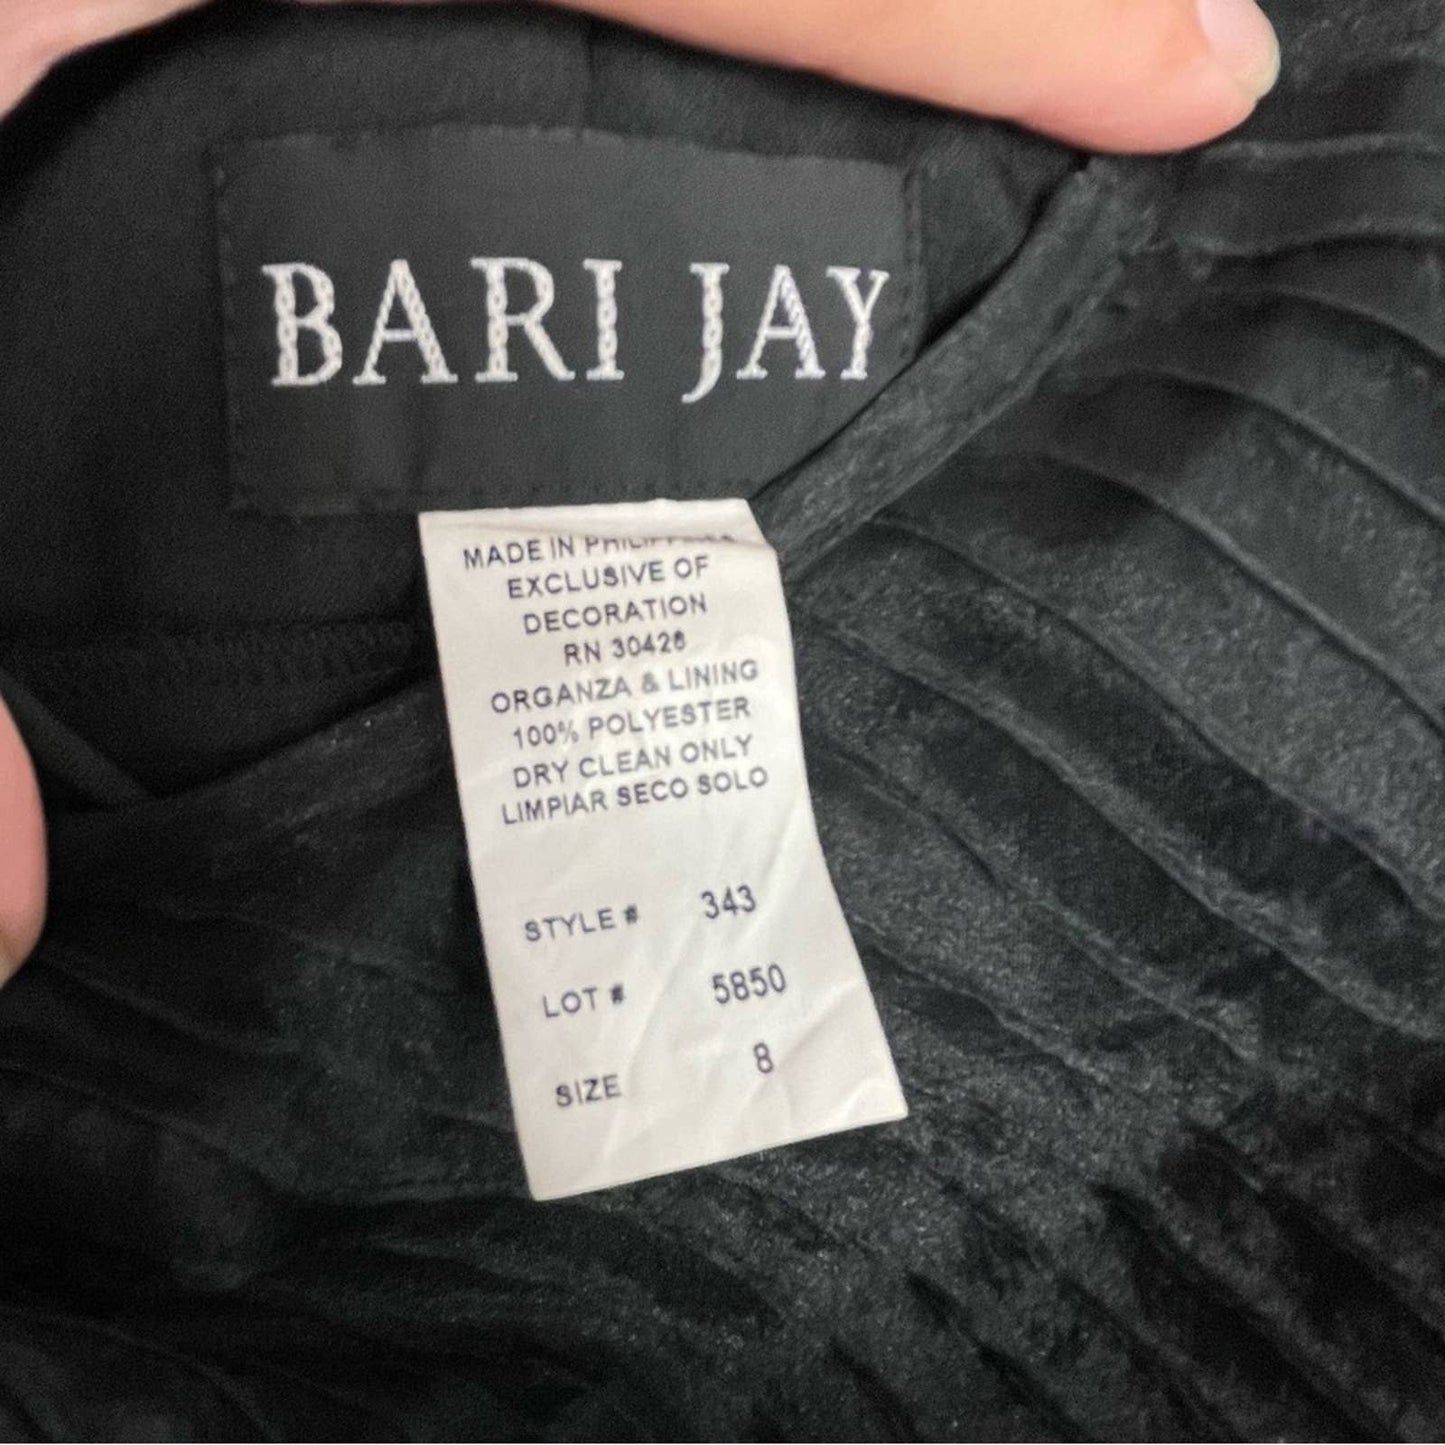 BARI JAY
MADE IN PHILIPPINES
EXCLUSIVE OF
DECORATION
RN 30428
ORGANZA & LINING
100% POLYESTER
DRY CLEAN ONLY
LIMPIAR SECO SOLO
STYLE # 343
LOT # 5850
SIZE 8